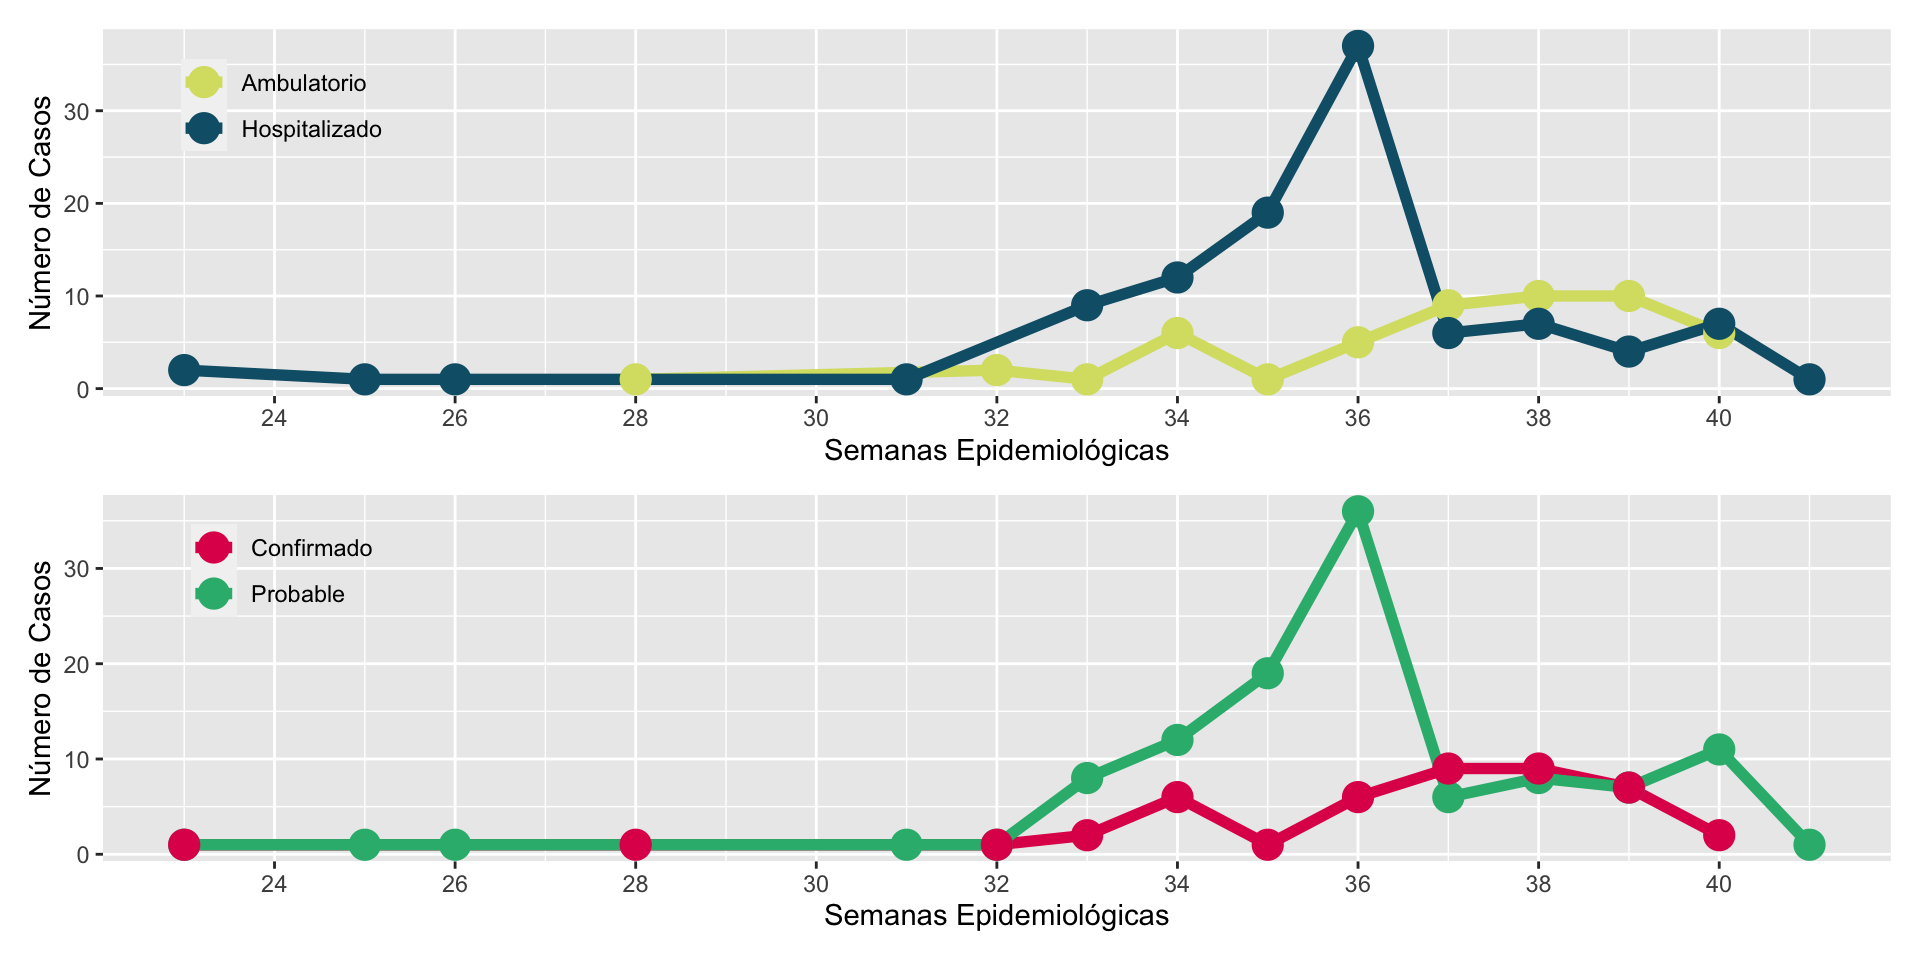 Número de Casos
Ambulatorio
Hospitalizado
30
20
10
0
24 26 28 30 32 34 36 38 40
Semanas Epidemiológicas
Número de Casos
Confirmado
Probable
30
20
10
0
24 26 28 30 32 34 36 38 40
Semanas Epidemiológicas